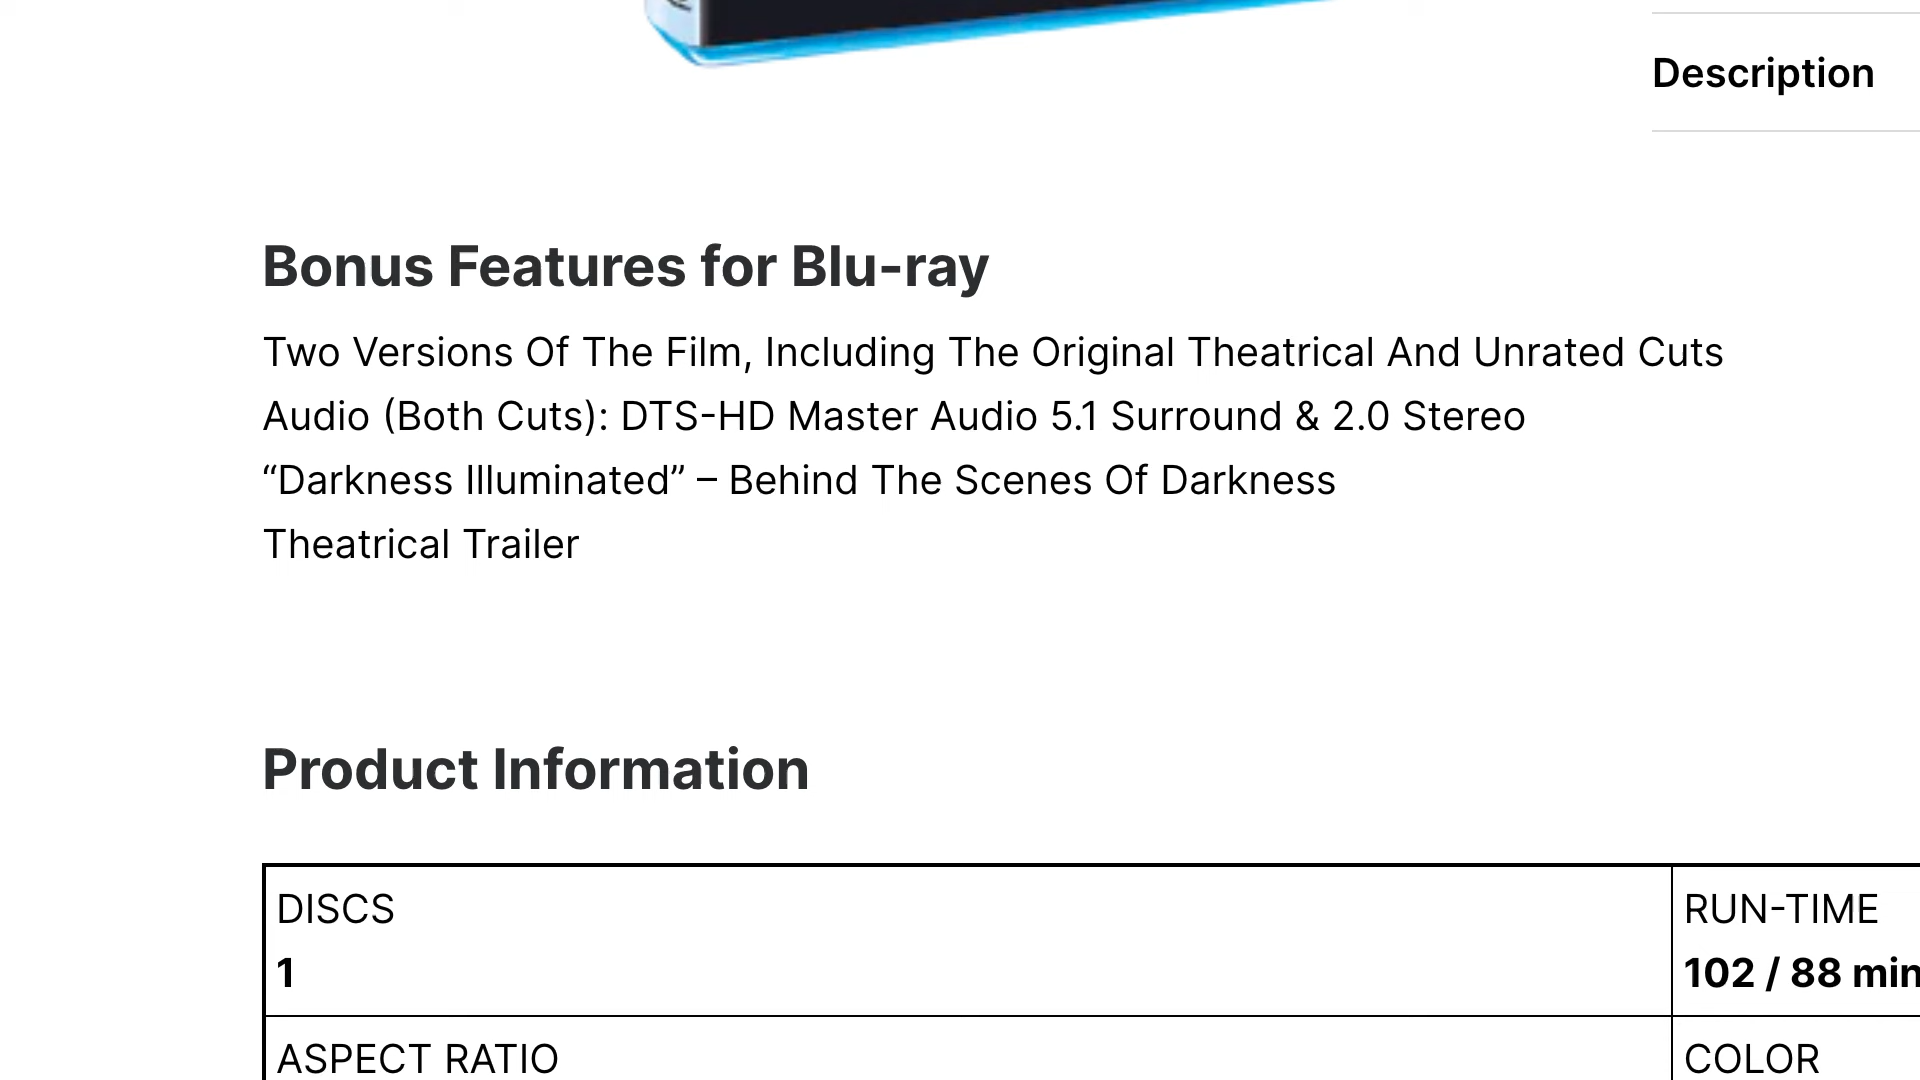 Description
Bonus Features for Blu-ray
Two Versions Of The Film, Including The Original Theatrical And Unrated Cuts
Audio (Both Cuts): DTS-HD Master Audio 5.1 Surround & 2.0 Stereo
“Darkness Illuminated” – Behind The Scenes Of Darkness
Theatrical Trailer
Product Information
DISCS
1
RUN-TIME
102 / 88 min
ASPECT RATIO
COLOR